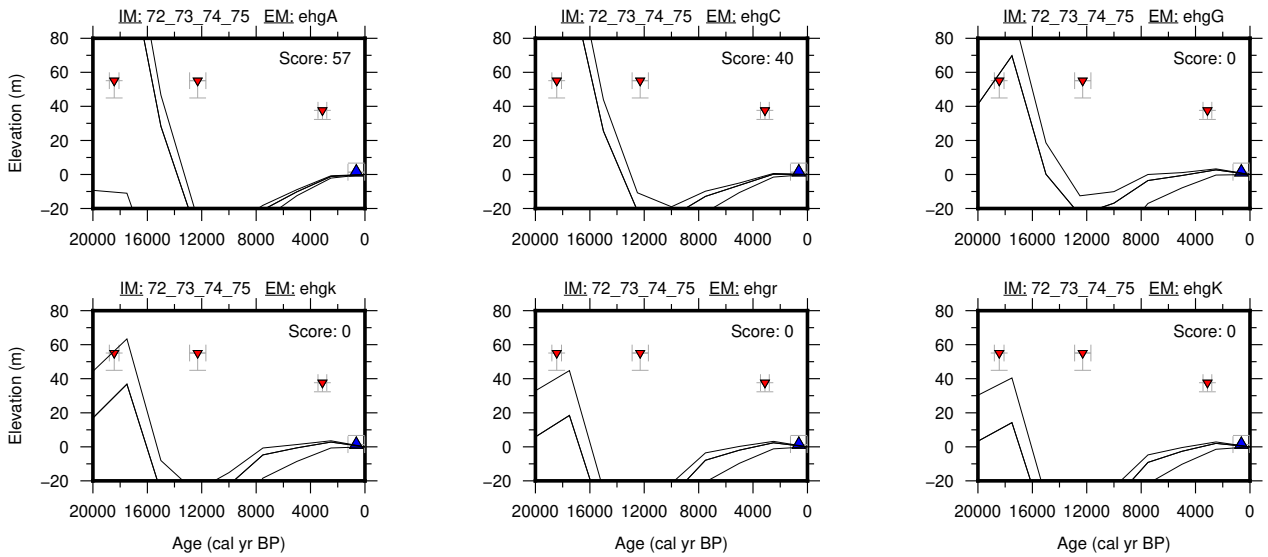 IM: 72_73_74_75 EM: ehgA
IM: 72_73_74_75 EM: ehgC
IM: 72_73_74_75 EM: ehgG
Score: 57
Score: 40
Score: 0
Elevation (m)
80
60
40
20
0
−20
20000 16000 12000 8000 4000 0
80
60
40
20
0
−20
20000 16000 12000 8000 4000 0
80
60
40
20
0
−20
20000 16000 12000 8000 4000 0
IM: 72_73_74_75 EM: ehgk
IM: 72_73_74_75 EM: ehgr
IM: 72_73_74_75 EM: ehgK
Score: 0
Score: 0
Score: 0
Elevation (m)
80
60
40
20
0
−20
20000 16000 12000 8000 4000 0
Age (cal yr BP)
80
60
40
20
0
−20
20000 16000 12000 8000 4000 0
Age (cal yr BP)
80
60
40
20
0
−20
20000 16000 12000 8000 4000 0
Age (cal yr BP)